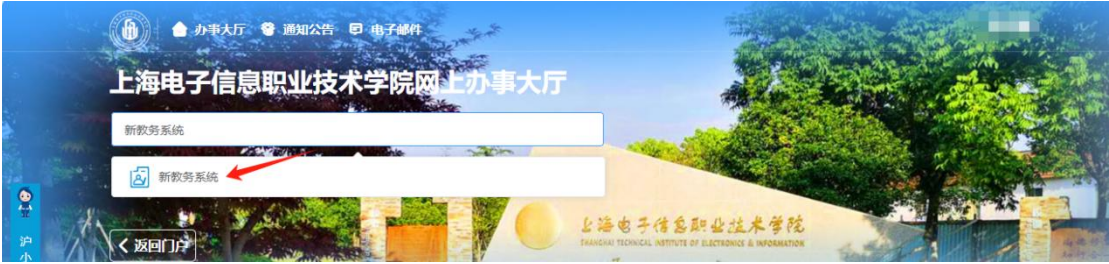 办事大厅 通知公告 电子邮件
上海电子信息职业技术学院网上办事大厅
新教务系统
新教务系统
上海电子信息职业技术学院
SHANGHAI TECHNICAL INSTITUTE OF ELECTRONICS & INFORMATION
返回门户
沪
小